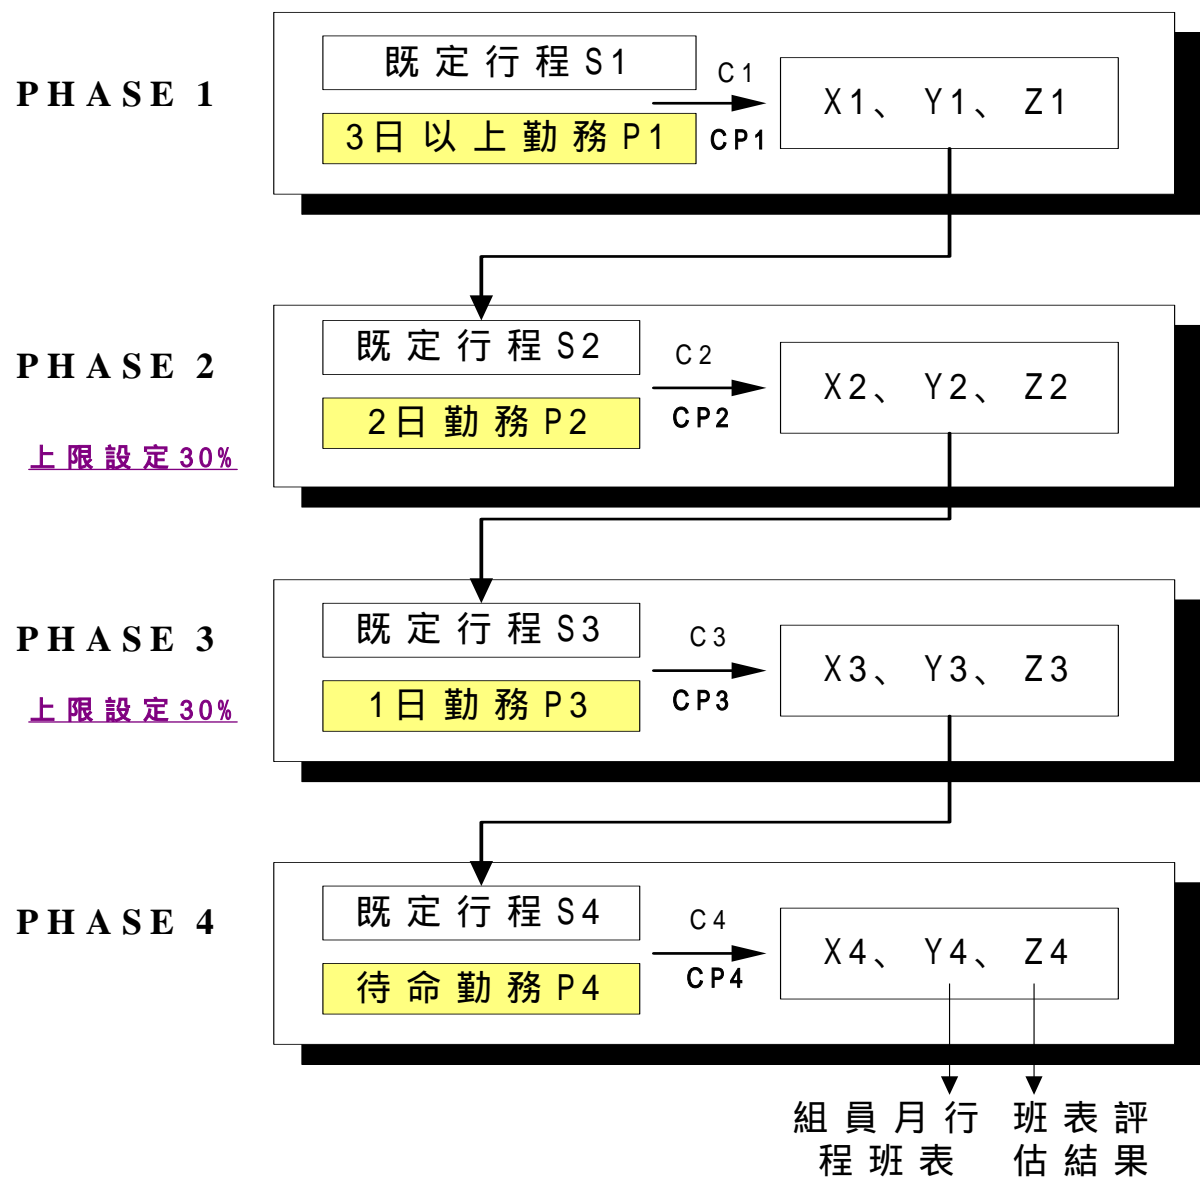 PHASE 1
既定行程S1
3日以上勤務P1
C1
CP1
X1、Y1、Z1
PHASE 2
上限設定30%
既定行程S2
2日勤務P2
C2
CP2
X2、Y2、Z2
PHASE 3
上限設定30%
既定行程S3
1日勤務P3
C3
CP3
X3、Y3、Z3
PHASE 4
既定行程S4
待命勤務P4
C4
CP4
X4、Y4、Z4
組員月行
程班表
班表評
估結果